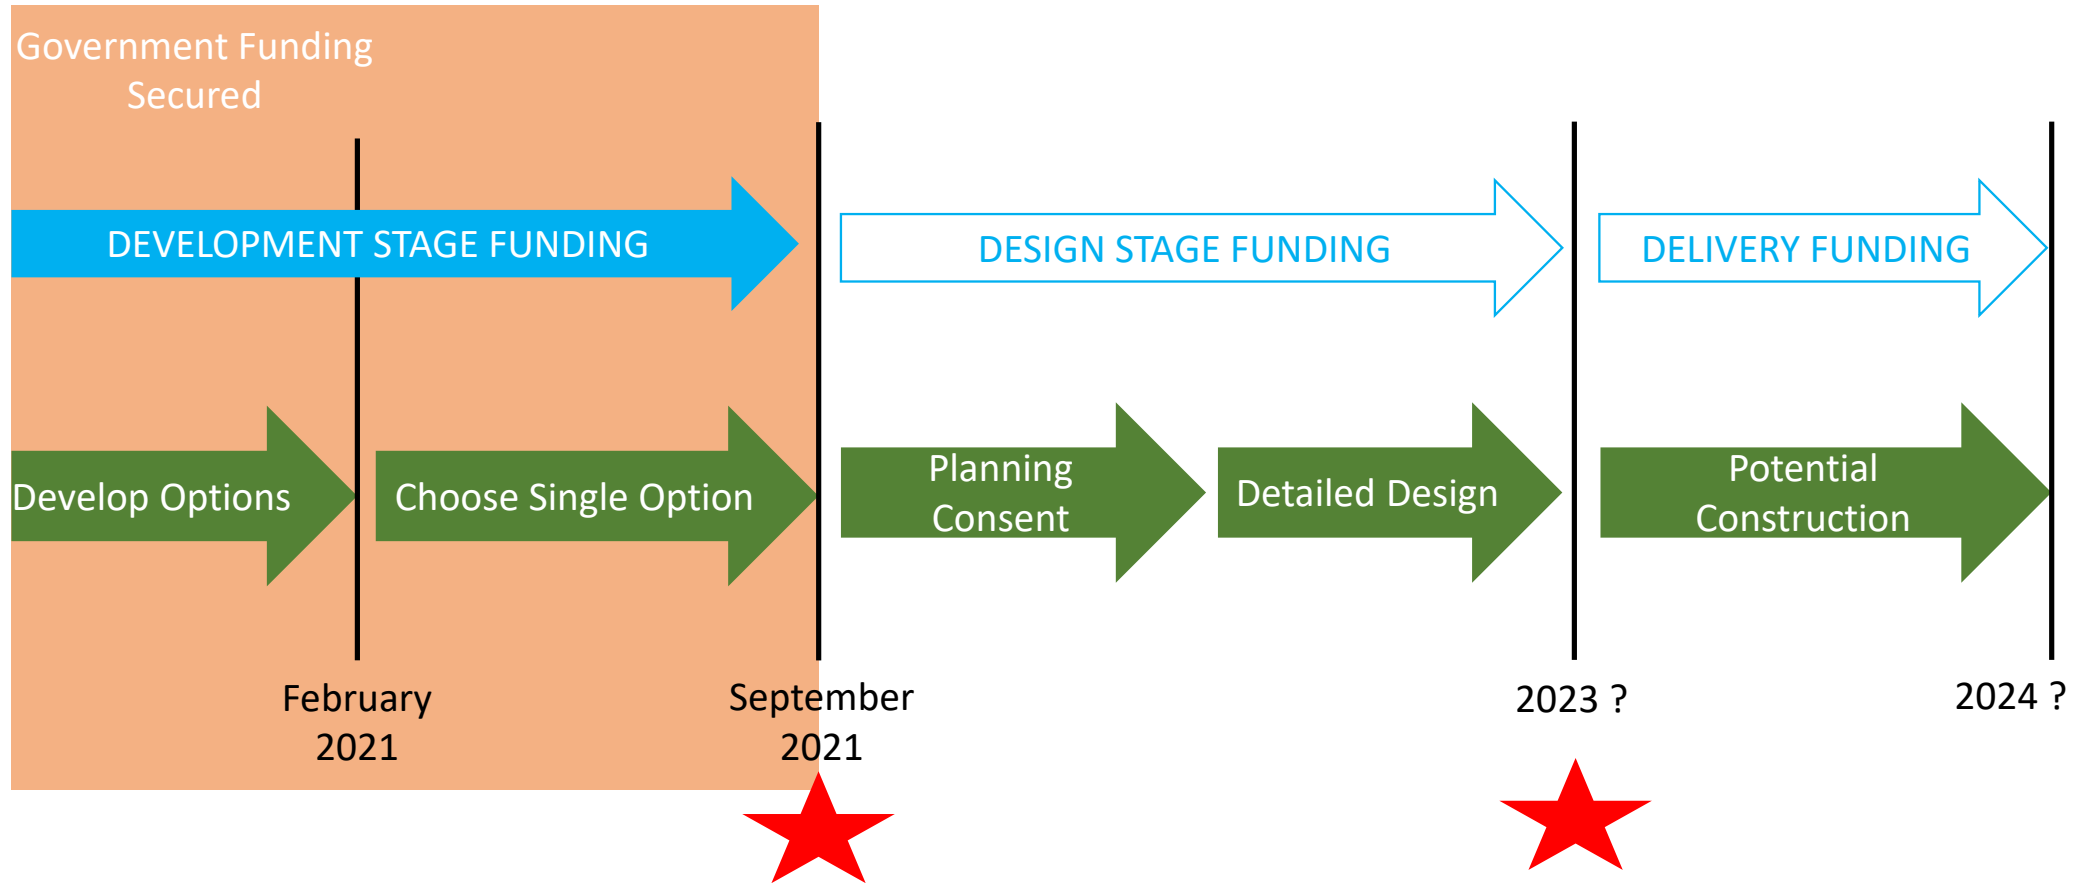 Government Funding
Secured
DEVELOPMENT STAGE FUNDING
DESIGN STAGE FUNDING
DELIVERY FUNDING
Develop Options
Choose Single Option
Planning
Consent
Detailed Design
Potential
Construction
February
2021
September
2021
2023 ?
2024 ?